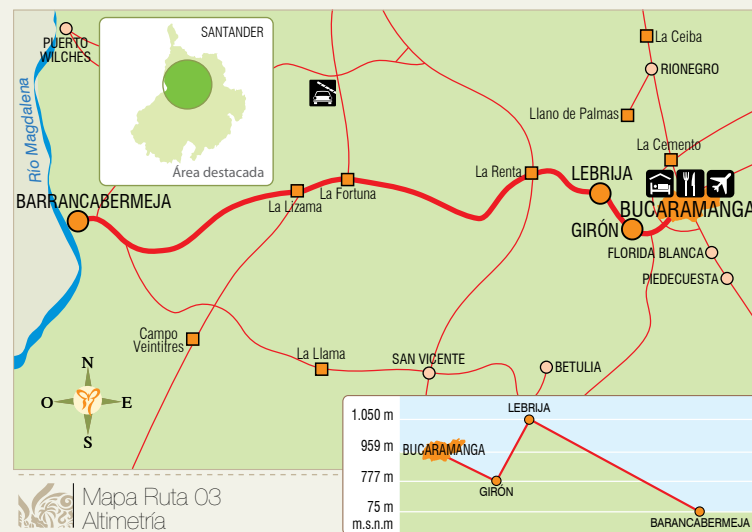 PUERTO
WILCHES
SANTANDER
Área destacada
Río Magdalena
La Ceiba
RIONEGRO
Llano de Palmas
La Cemento
La Renta
LEBRIJA
BUCARAMANGA
GIRÓN
FLORIDA BLANCA
PIEDECUESTA
La Fortuna
La Lizama
BARRANCABERMEJA
Campo
Veintitres
La Llama
SAN VICENTE
BETULIA
N
O
E
S
1.050 m
959 m
777 m
75 m
m.s.n.m
LEBRIJA
BUCARAMANGA
GIRÓN
BARANCABERMEJA
Mapa Ruta 03
Altimetría